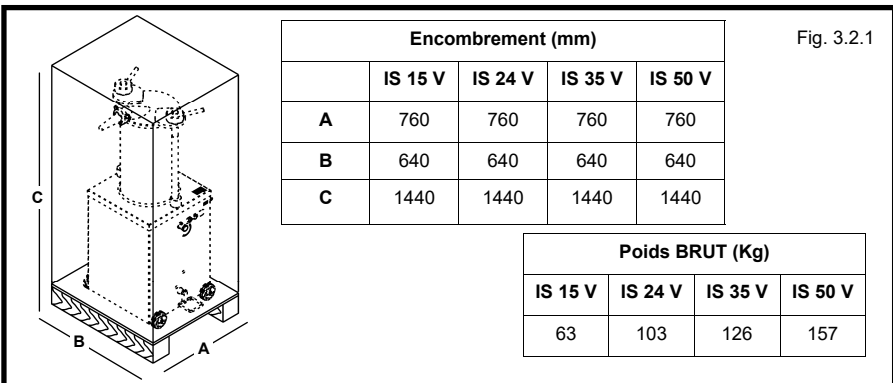 Fig. 3.2.1
Encombrement (mm)
IS 15 V IS 24 V IS 35 V IS 50 V
A 760 760 760 760
B 640 640 640 640
C 1440 1440 1440 1440
Poids BRUT (Kg)
IS 15 V IS 24 V IS 35 V IS 50 V
63 103 126 157
C
B
A